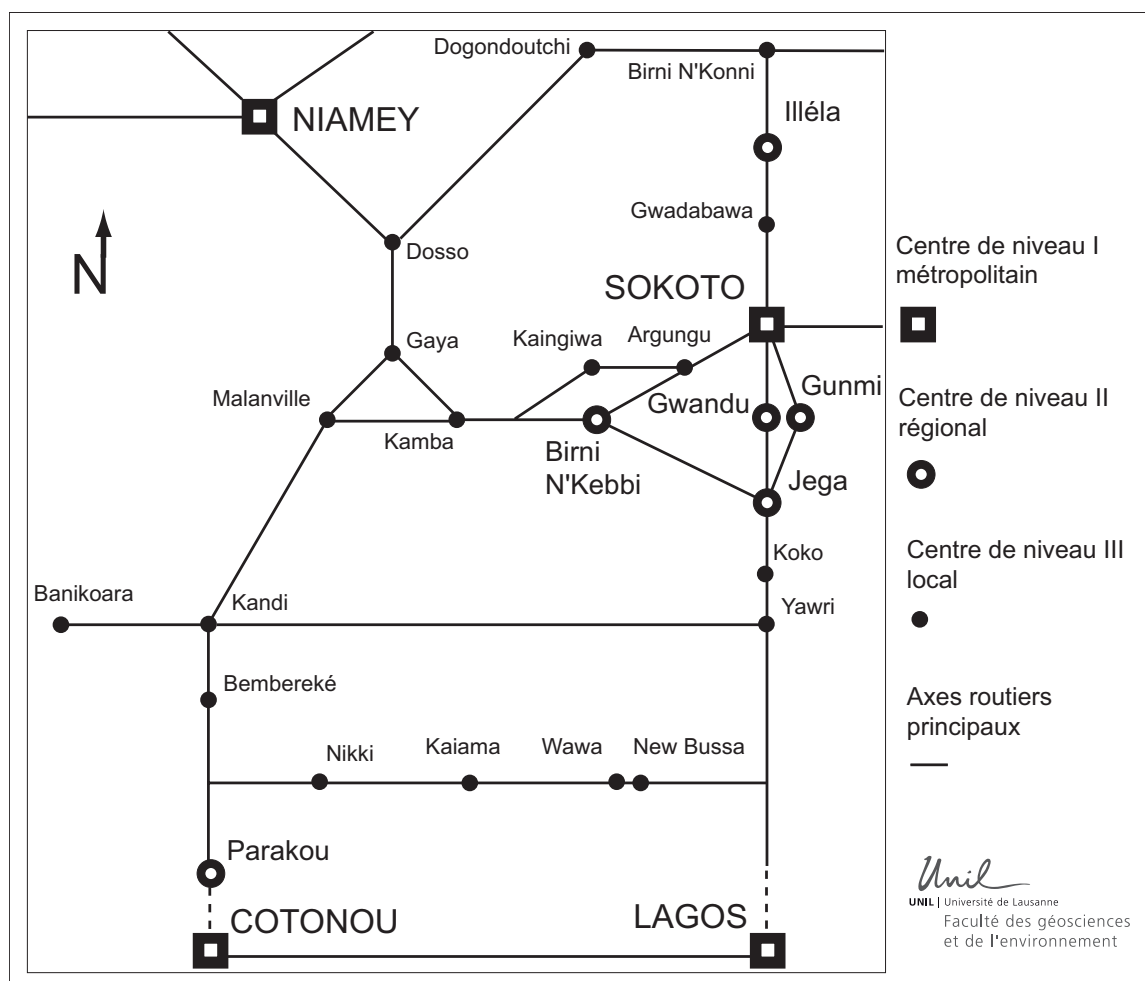 Dogondoutchi
Birni N'Konni
NIAMEY
Illéla
Gwadabawa
N
Dosso
SOKOTO
Centre de niveau I
métropolitain
Gaya
Kaingiwa
Argungu
Malanville
Gwandu
Gunmi
Centre de niveau II
régional
Kamba
Birni
N'Kebbi
Jega
Koko
Centre de niveau III
local
Banikoara
Kandi
Yawri
Bembereké
Axes routiers
principaux
Nikki
Kaiama
Wawa
New Bussa
Parakou
COTONOU
LAGOS
Unil
UNIL | Université de Lausanne
Faculté des géosciences
et de l'environnement